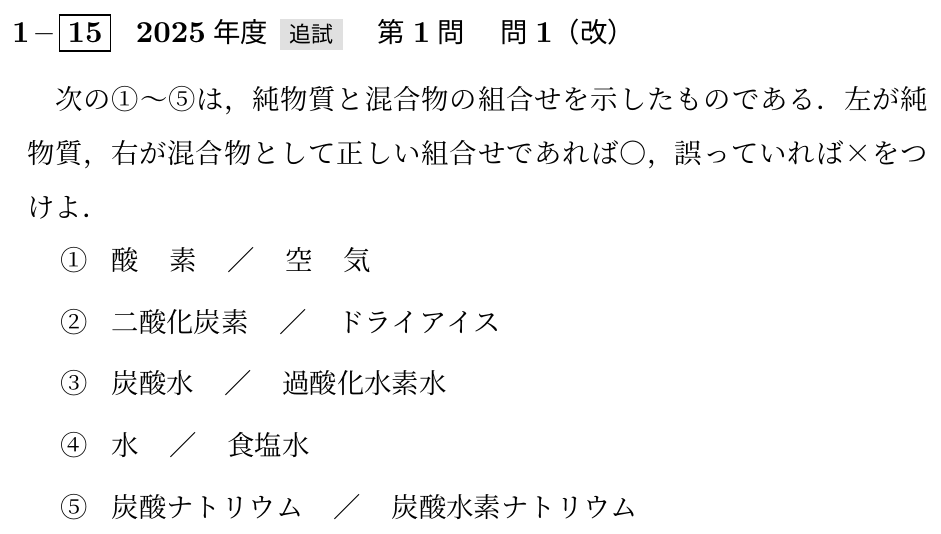 1－15 2025 年度 追試 第 1 問 問 1（改）
次の①～⑤は，純物質と混合物の組合せを示したものである．左が純
物質，右が混合物として正しい組合せであれば○，誤っていれば×をつ
けよ．
① 酸 素 ／ 空 気
② 二酸化炭素 ／ ドライアイス
③ 炭酸水 ／ 過酸化水素水
④ 水 ／ 食塩水
⑤ 炭酸ナトリウム ／ 炭酸水素ナトリウム